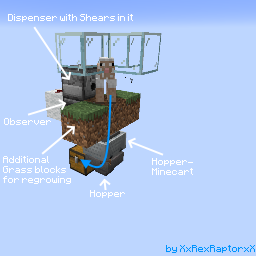 Dispenser with Shears in it
Observer
Additional
Grass blocks
for regrowing
Hopper-
Minecart
Hopper
by XxRexRaptorxX